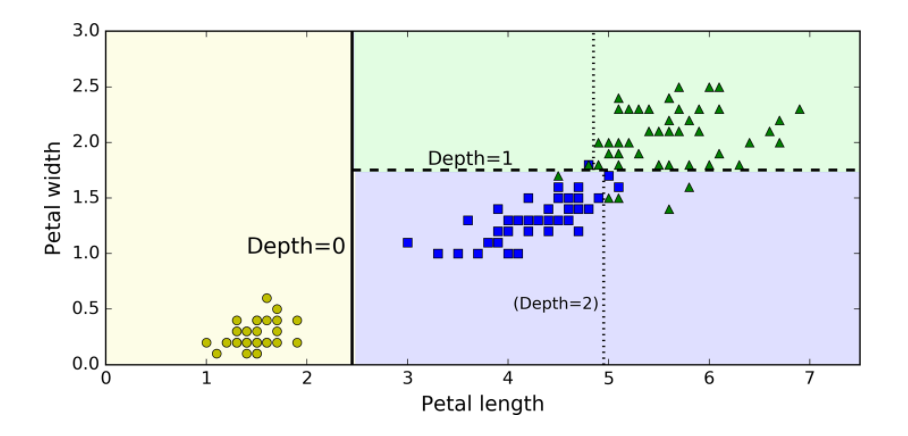 3.0
2.5
2.0
1.5
1.0
0.5
0.0
Petal width
Depth=1
Depth=0
(Depth=2)
0 1 2 3 4 5 6 7
Petal length